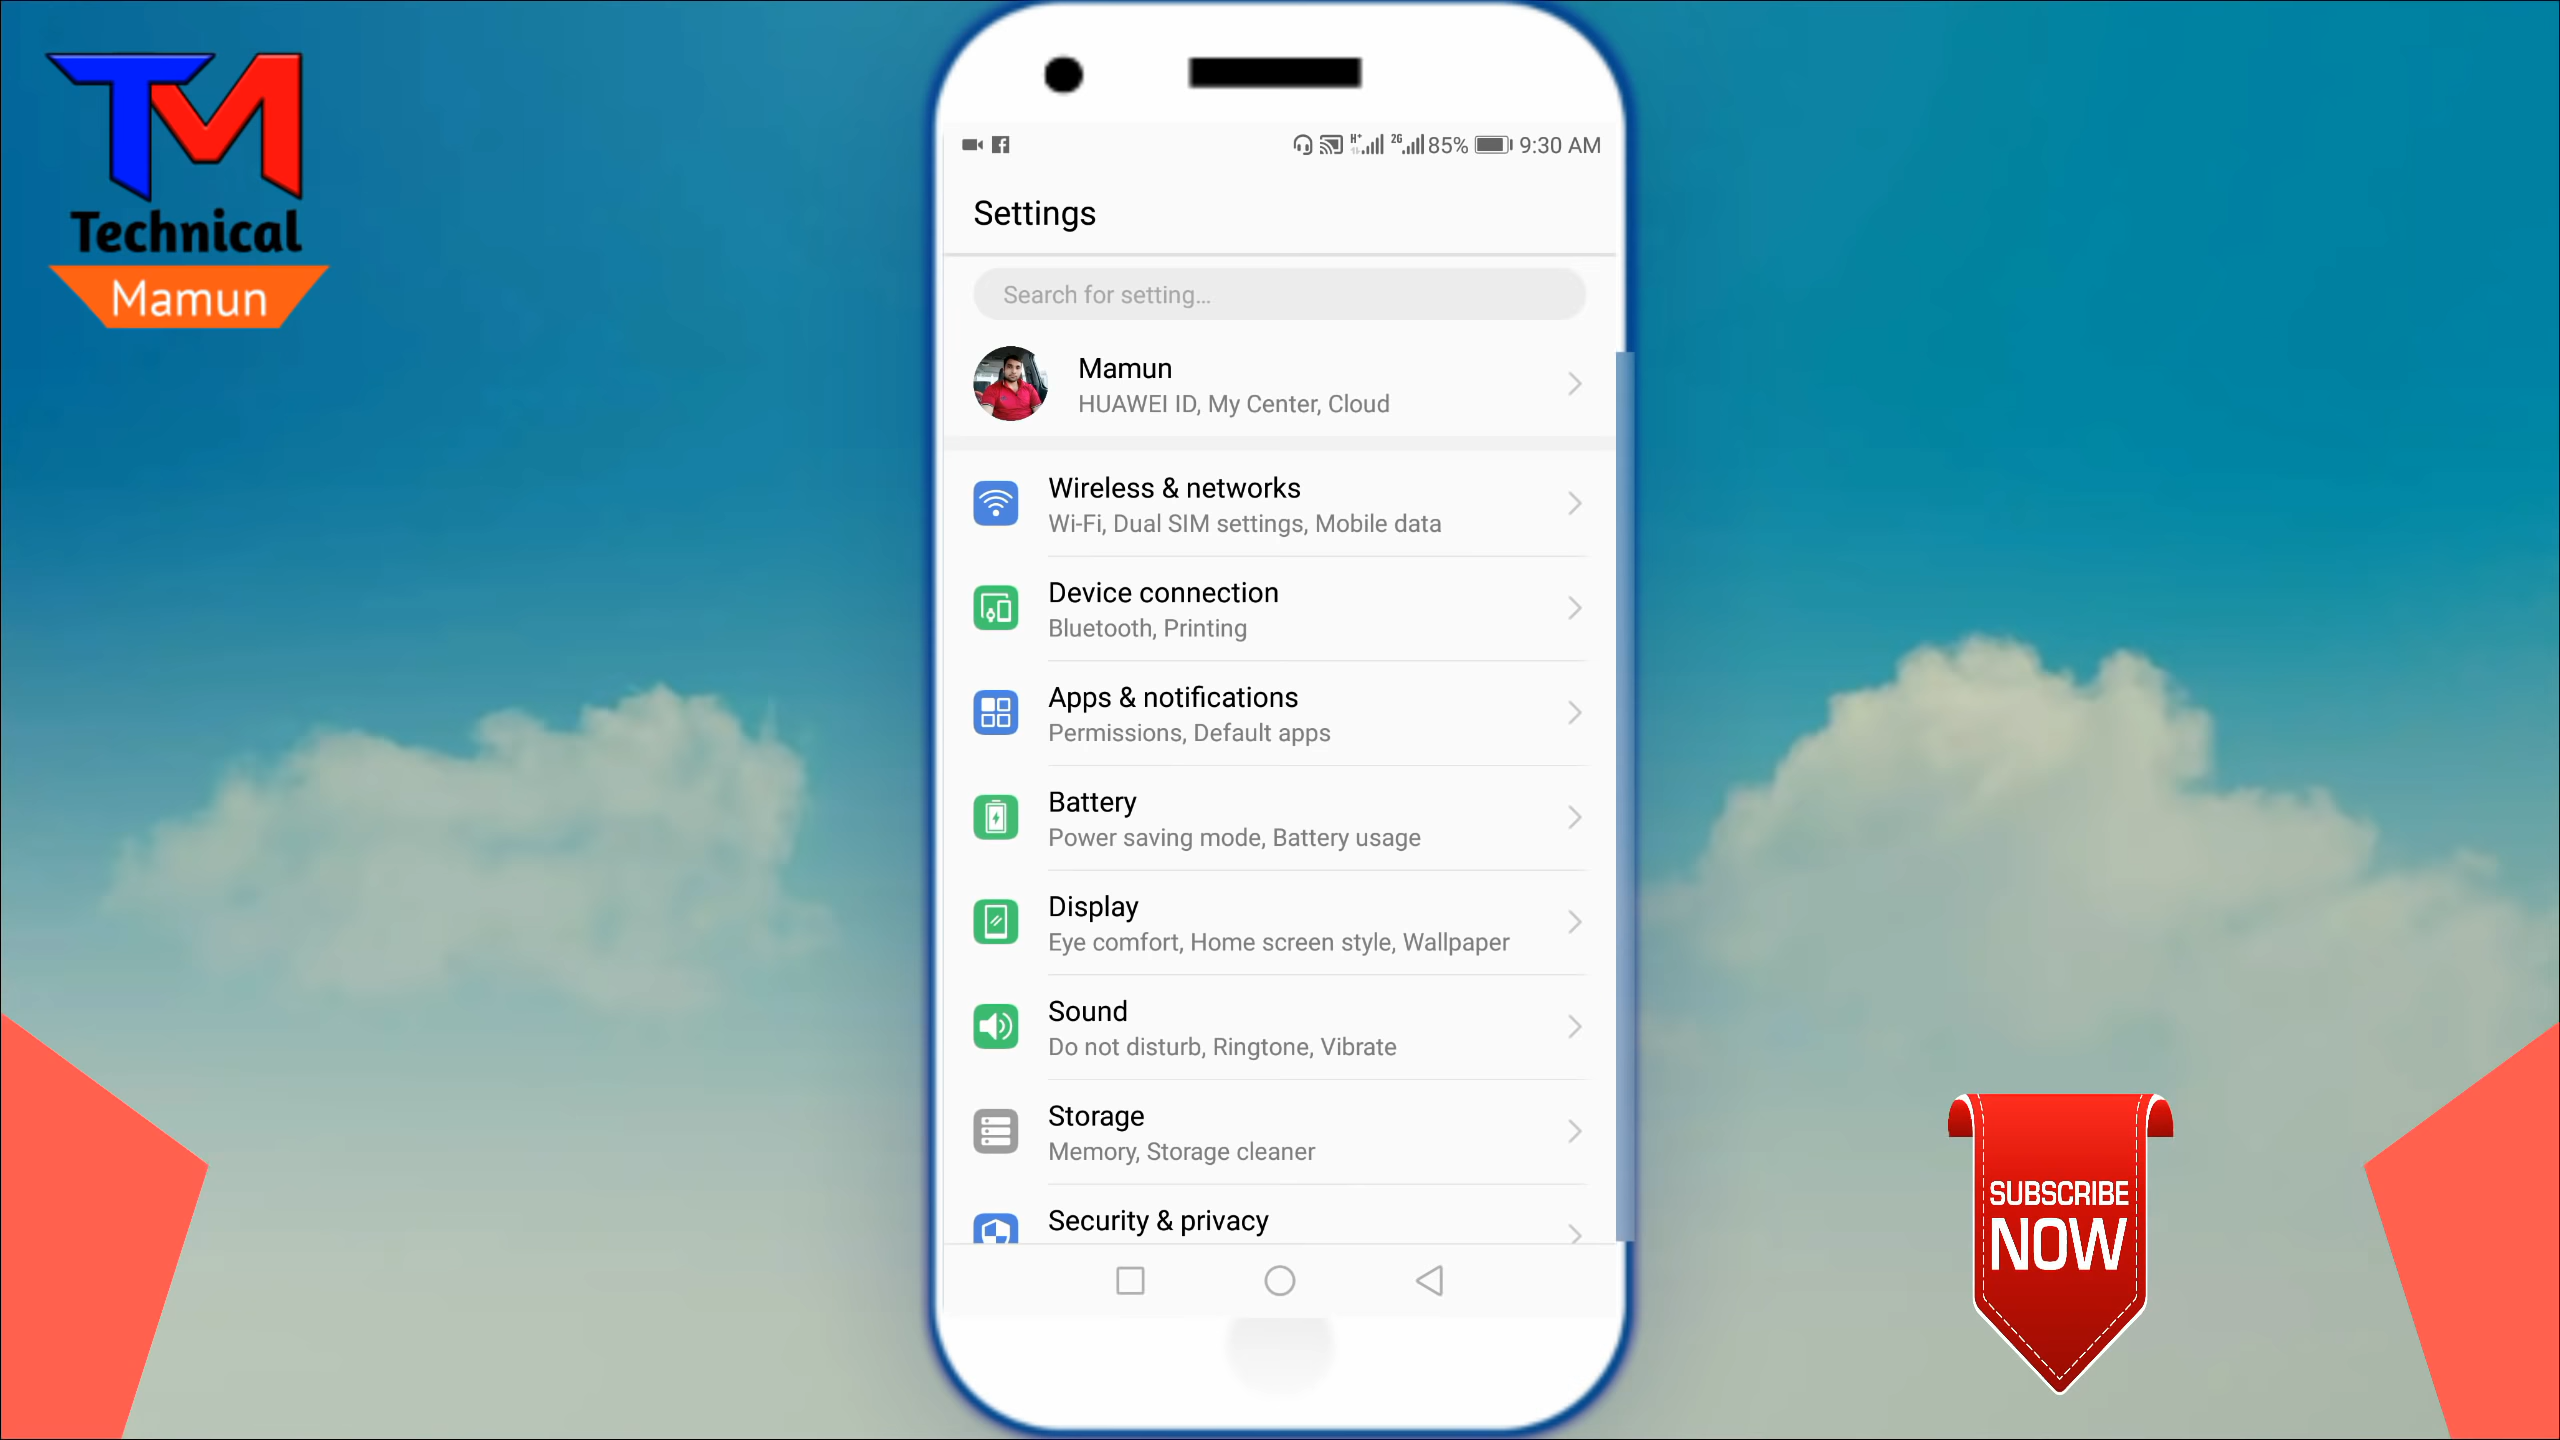 TM
Technical
Mamun
H+ 2G 85% 9:30 AM
Settings
Search for setting...
Mamun
HUAWEI ID, My Center, Cloud
Wireless & networks
Wi-Fi, Dual SIM settings, Mobile data
Device connection
Bluetooth, Printing
Apps & notifications
Permissions, Default apps
Battery
Power saving mode, Battery usage
Display
Eye comfort, Home screen style, Wallpaper
Sound
Do not disturb, Ringtone, Vibrate
Storage
Memory, Storage cleaner
Security & privacy
SUBSCRIBE
NOW